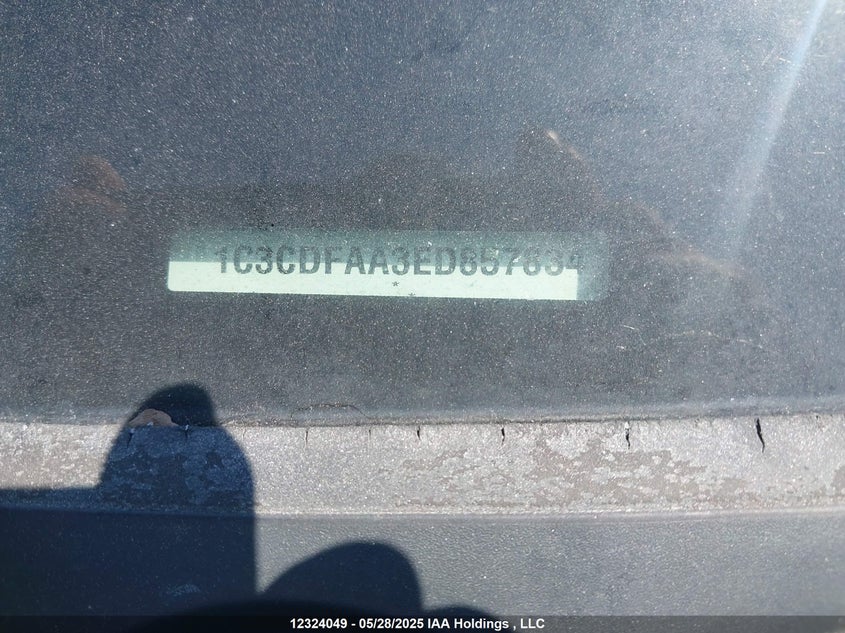 1C3CDFAA3ED857834
*
*
12324049 - 05/28/2025 IAA Holdings , LLC